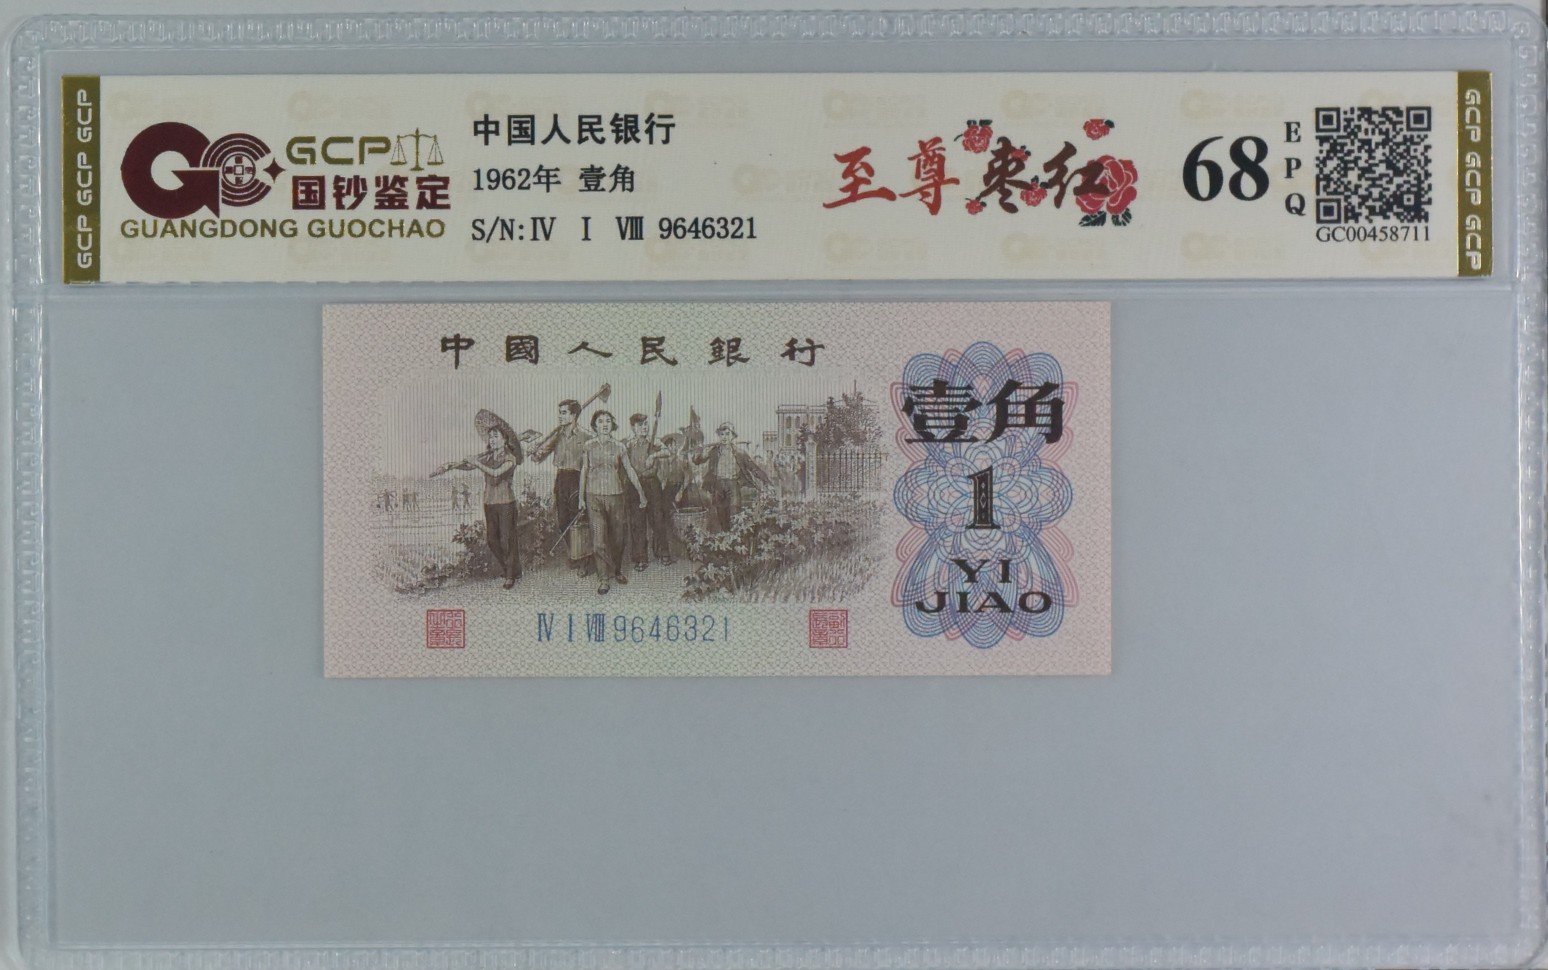 GCP GCP GCP
GCP
国钞鉴定
GUANGDONG GUOCHAO
中国人民银行
1962年 壹角
S/N: Ⅳ Ⅰ Ⅷ 9646321
至尊枣红
68
EPQ
GC00458711
GCP GCP GCP
中國人民銀行
壹角
1
YI
JIAO
Ⅳ Ⅰ Ⅷ 9646321